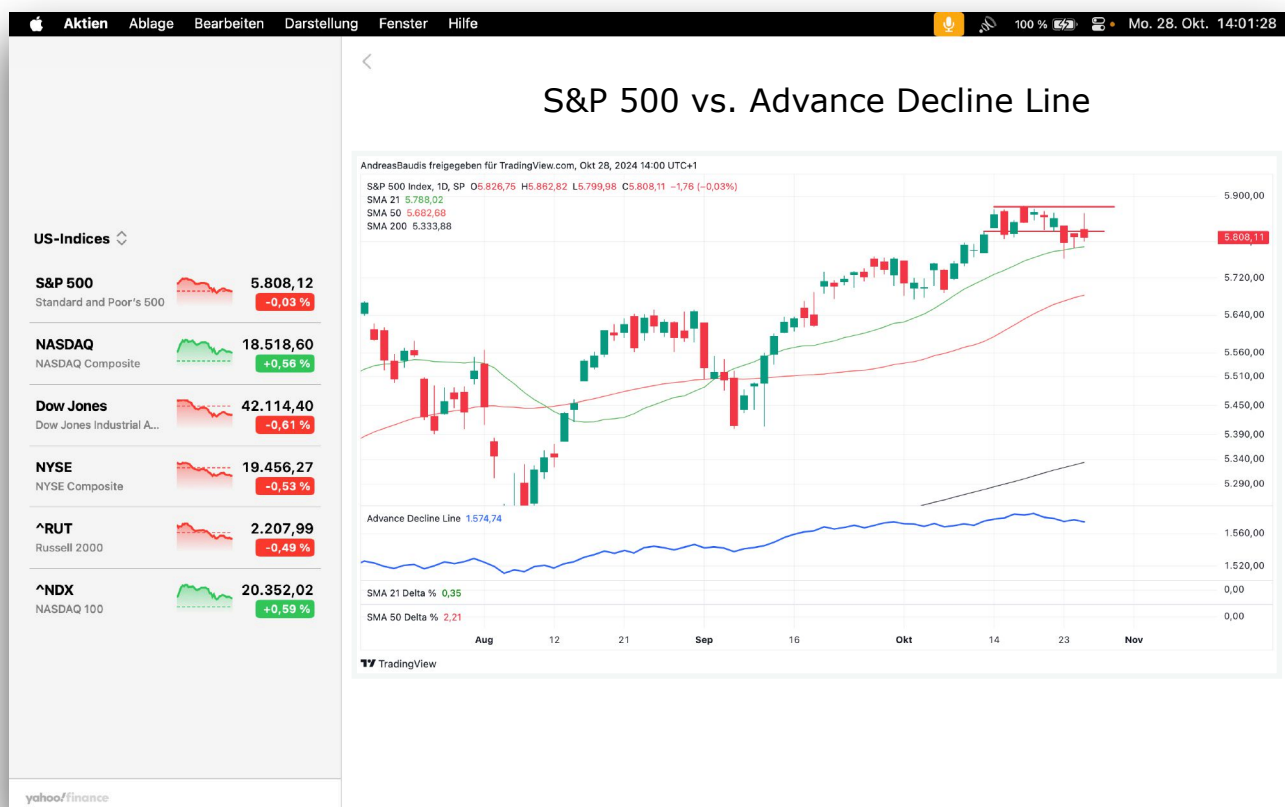 Aktien Ablage Bearbeiten Darstellung Fenster Hilfe 100 % Mo. 28. Okt. 14:01:28
S&P 500 vs. Advance Decline Line
US-Indices
S&P 500 5.808,12
Standard and Poor's 500 -0,03 %
NASDAQ 18.518,60
NASDAQ Composite +0,56 %
Dow Jones 42.114,40
Dow Jones Industrial A... -0,61 %
NYSE 19.456,27
NYSE Composite -0,53 %
^RUT 2.207,99
Russell 2000 -0,49 %
^NDX 20.352,02
NASDAQ 100 +0,59 %
yahoo!finance
AndreasBaudis freigegeben für TradingView.com, Okt 28, 2024 14:00 UTC+1
S&P 500 Index, 1D, SP O5.826,75 H5.862,82 L5.799,98 C5.808,11 −1,76 (−0,03%)
SMA 21 5.788,02
SMA 50 5.682,68
SMA 200 5.333,88
5.900,00
5.808,11
5.720,00
5.640,00
5.560,00
5.510,00
5.450,00
5.390,00
5.340,00
5.290,00
Advance Decline Line 1.574,74
1.560,00
1.520,00
SMA 21 Delta % 0,35
0,00
SMA 50 Delta % 2,21
0,00
Aug 12 21 Sep 16 Okt 14 23 Nov
TradingView